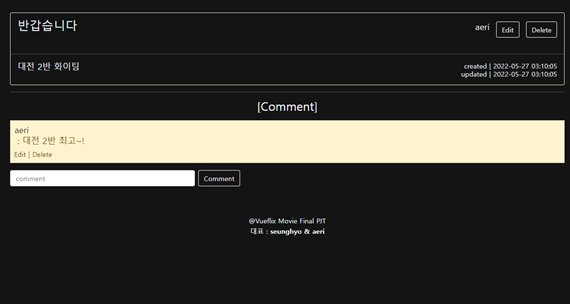 반갑습니다
aeri Edit Delete
대전 2반 화이팅
created | 2022-05-27 03:10:05
updated | 2022-05-27 03:10:05
[Comment]
aeri
: 대전 2반 최고~!
Edit | Delete
comment Comment
@Vueflix Movie Final PJT
대표 : seunghyo & aeri